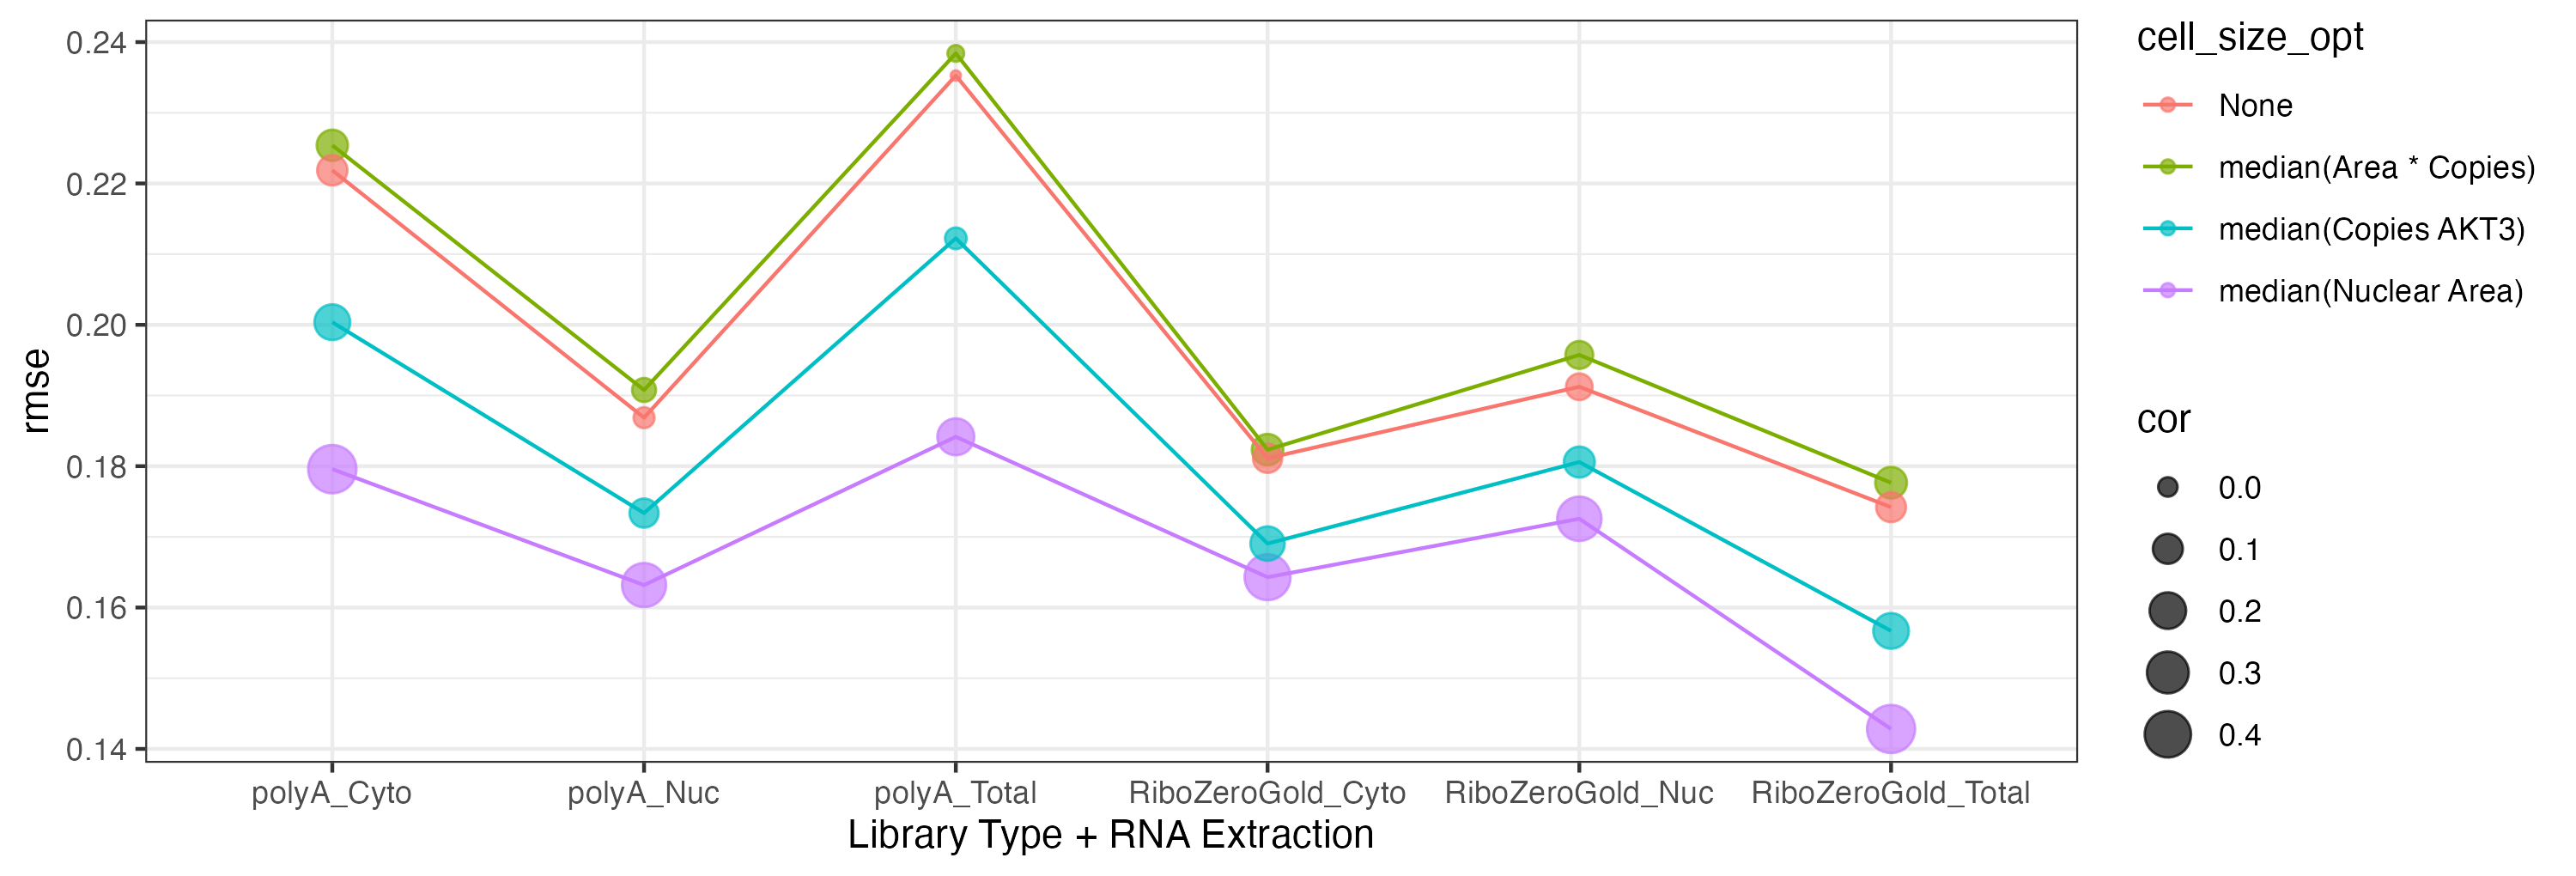 0.24
0.22
0.20
0.18
0.16
0.14
rmse
polyA_Cyto
polyA_Nuc
polyA_Total
RiboZeroGold_Cyto
RiboZeroGold_Nuc
RiboZeroGold_Total
Library Type + RNA Extraction
cell_size_opt
None
median(Area * Copies)
median(Copies AKT3)
median(Nuclear Area)
cor
0.0
0.1
0.2
0.3
0.4